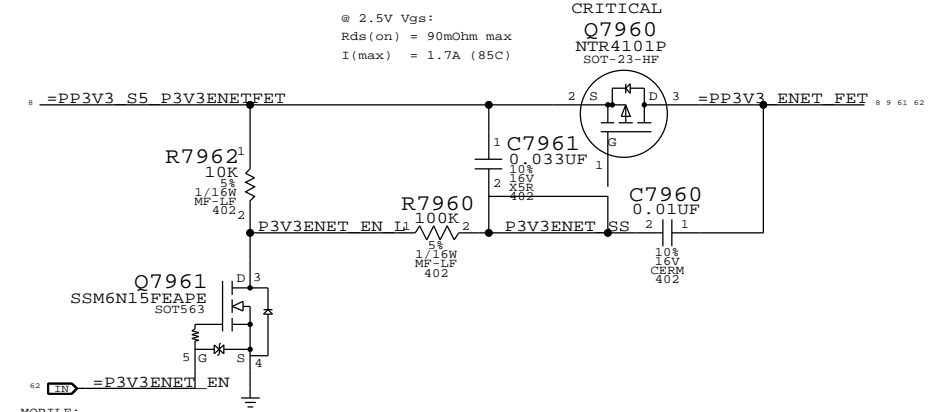 CRITICAL
@ 2.5V Vgs:
Rds(on) = 90mOhm max
I(max) = 1.7A (85C)
Q7960
NTR4101P
SOT-23-HF
8 =PP3V3_S5_P3V3ENETFET
2 S D 3
=PP3V3_ENET_FET 8 9 61 62
G
1
R7962
1
10K
5%
1/16W
MF-LF
402
2
1
C7961
0.033UF
10%
16V
X5R
402
2
R7960
100K
5%
1/16W
MF-LF
402
P3V3ENET_EN_L
1
2
P3V3ENET_SS
C7960
0.01UF
2 1
10%
16V
CERM
402
Q7961
SSM6N15FEAPE
SOT563
D 3
5 G S 4
62 IN =P3V3ENET_EN
MOBILE: